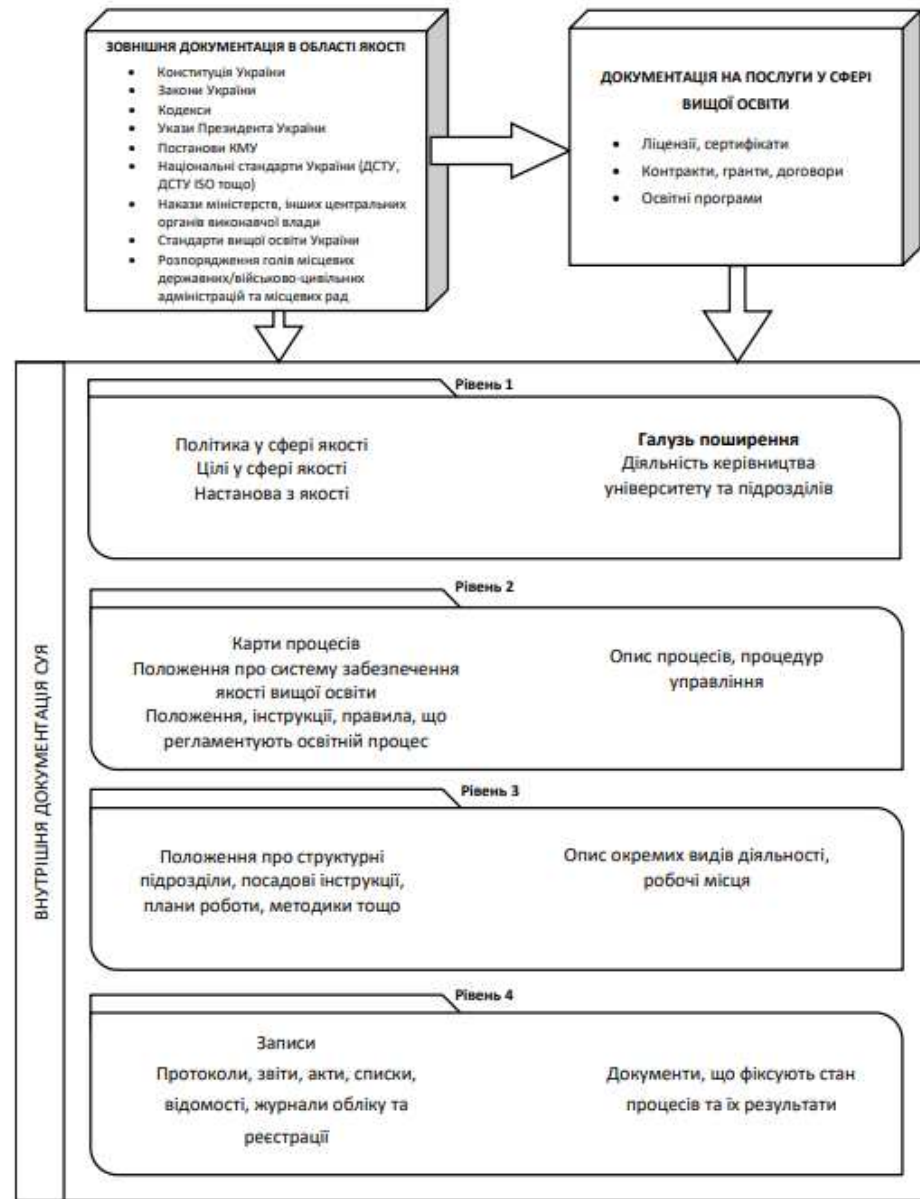 ЗОВНІШНЯ ДОКУМЕНТАЦІЯ В ОБЛАСТІ ЯКОСТІ
• Конституція України
• Закони України
• Кодекси
• Укази Президента України
• Постанови КМУ
• Національні стандарти України (ДСТУ,
ДСТУ ISO тощо)
• Накази міністерств, інших центральних
органів виконавчої влади
• Стандарти вищої освіти України
• Розпорядження голів місцевих
державних/військово-цивільних
адміністрацій та місцевих рад
ДОКУМЕНТАЦІЯ НА ПОСЛУГИ У СФЕРІ
ВИЩОЇ ОСВІТИ
• Ліцензії, сертифікати
• Контракти, гранти, договори
• Освітні програми
ВНУТРІШНЯ ДОКУМЕНТАЦІЯ СУЯ
Рівень 1
Політика у сфері якості
Цілі у сфері якості
Настанова з якості
Галузь поширення
Діяльність керівництва
університету та підрозділів
Рівень 2
Карти процесів
Положення про систему забезпечення
якості вищої освіти
Положення, інструкції, правила, що
регламентують освітній процес
Опис процесів, процедур
управління
Рівень 3
Положення про структурні
підрозділи, посадові інструкції,
плани роботи, методики тощо
Опис окремих видів діяльності,
робочі місця
Рівень 4
Записи
Протоколи, звіти, акти, списки,
відомості, журнали обліку та
реєстрації
Документи, що фіксують стан
процесів та їх результати